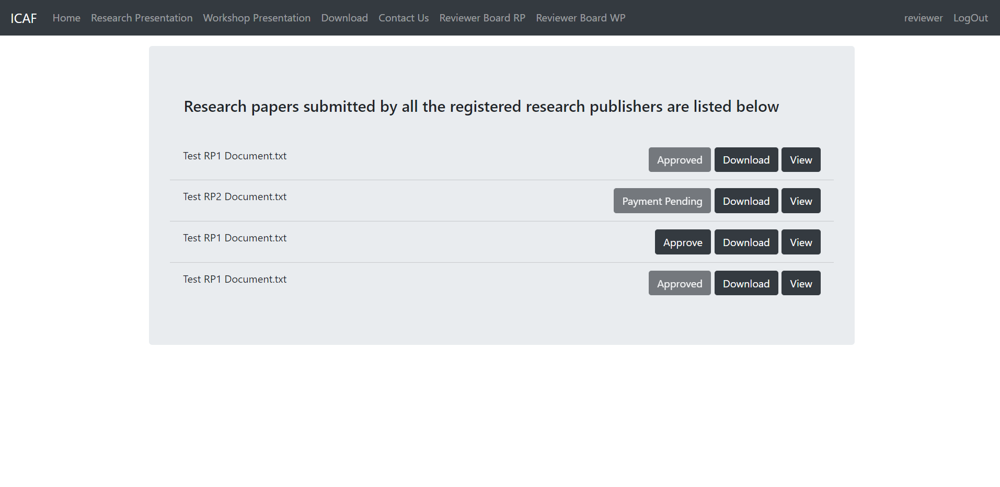 ICAF Home Research Presentation Workshop Presentation Download Contact Us Reviewer Board RP Reviewer Board WP reviewer LogOut
Research papers submitted by all the registered research publishers are listed below
Test RP1 Document.txt Approved Download View
Test RP2 Document.txt Payment Pending Download View
Test RP1 Document.txt Approve Download View
Test RP1 Document.txt Approved Download View